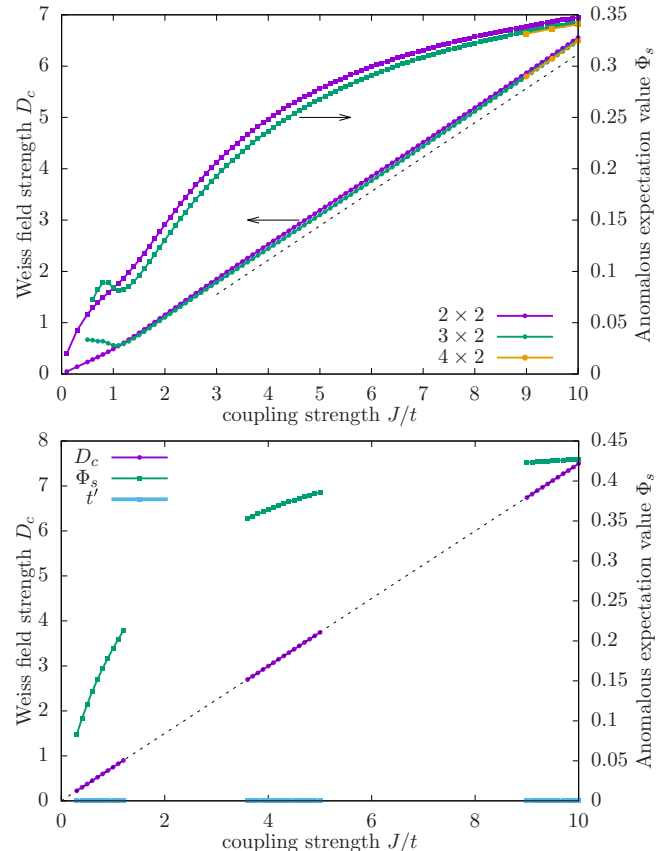 7
6
5
4
3
2
1
0
Weiss field strength D_c
0.35
0.3
0.25
0.2
0.15
0.1
0.05
0
Anomalous expectation value Φ_s
2 × 2
3 × 2
4 × 2
0 1 2 3 4 5 6 7 8 9 10
coupling strength J/t
8
7
6
5
4
3
2
1
0
Weiss field strength D_c
D_c
Φ_s
t′
0.45
0.4
0.35
0.3
0.25
0.2
0.15
0.1
0.05
0
Anomalous expectation value Φ_s
0 2 4 6 8 10
coupling strength J/t